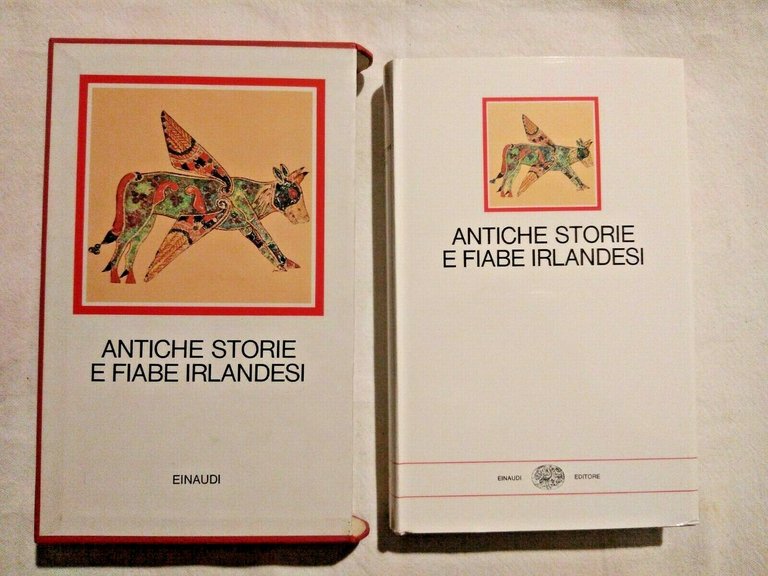 ANTICHE STORIE
E FIABE IRLANDESI
EINAUDI
ANTICHE STORIE
E FIABE IRLANDESI
EINAUDI EDITORE